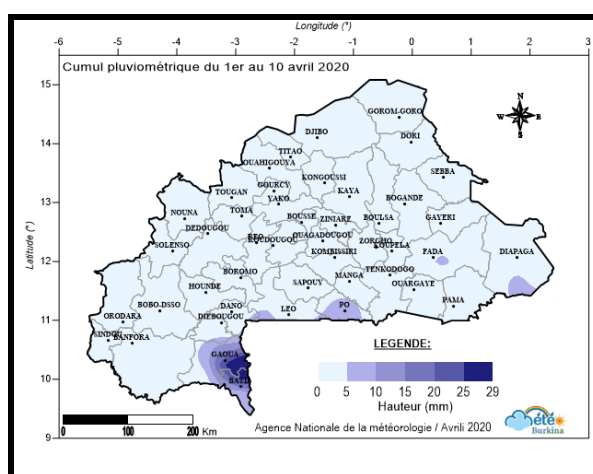 Longitude (°)
-6 -5 -4 -3 -2 -1 0 1 2 3
Cumul pluviométrique du 1er au 10 avril 2020
15
GOROM-GORO
N
W E
S
DJIBO
DORI
14
TITAO
OUAHIGOUYA
SEBBA
KONGOUSSI
GOURCY
KAYA
TOUGAN
YAKO
BOGANDE
13
NOUNA
TOMA
BOUSSE
ZINIARE
BOULSA
GAYERI
DEDOUGOU
REO
KOUDOUGOU
OUAGADOUGOU
ZORGHO
SOLENSO
KOMBISSIRI
KOUPELA
FADA
DIAPAGA
12
Latitude (°)
BOROMO
TENKODOGO
MANGA
HOUNDE
SAPOUY
OUARGAYE
BOBO-DSSO
DANO
LEO
PO
PAMA
ORODARA
DIEBOUGOU
11
SINDOU
BANFORA
LEGENDE:
GAOUA
BATIE
10
0 5 10 15 20 25 29
Hauteur (mm)
0 100 200 Km
Agence Nationale de la météorologie / Avrili 2020
été
Burkina
9